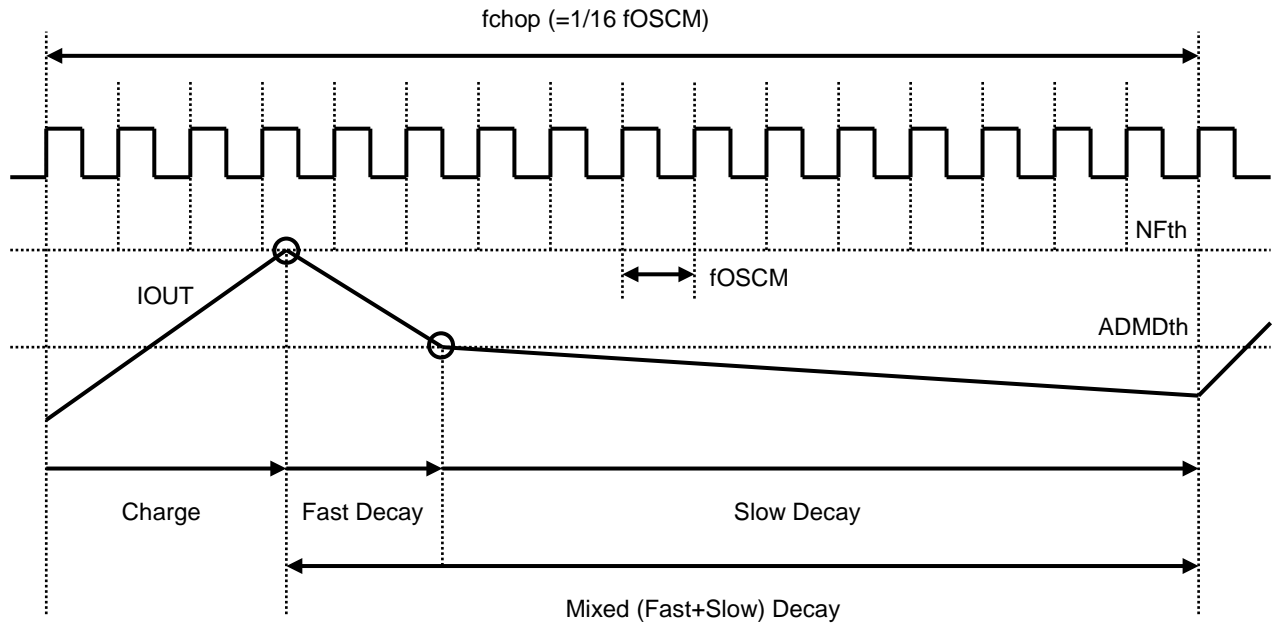 fchop (=1/16 fOSCM)
NFth
fOSCM
IOUT
ADMDth
Charge
Fast Decay
Slow Decay
Mixed (Fast+Slow) Decay